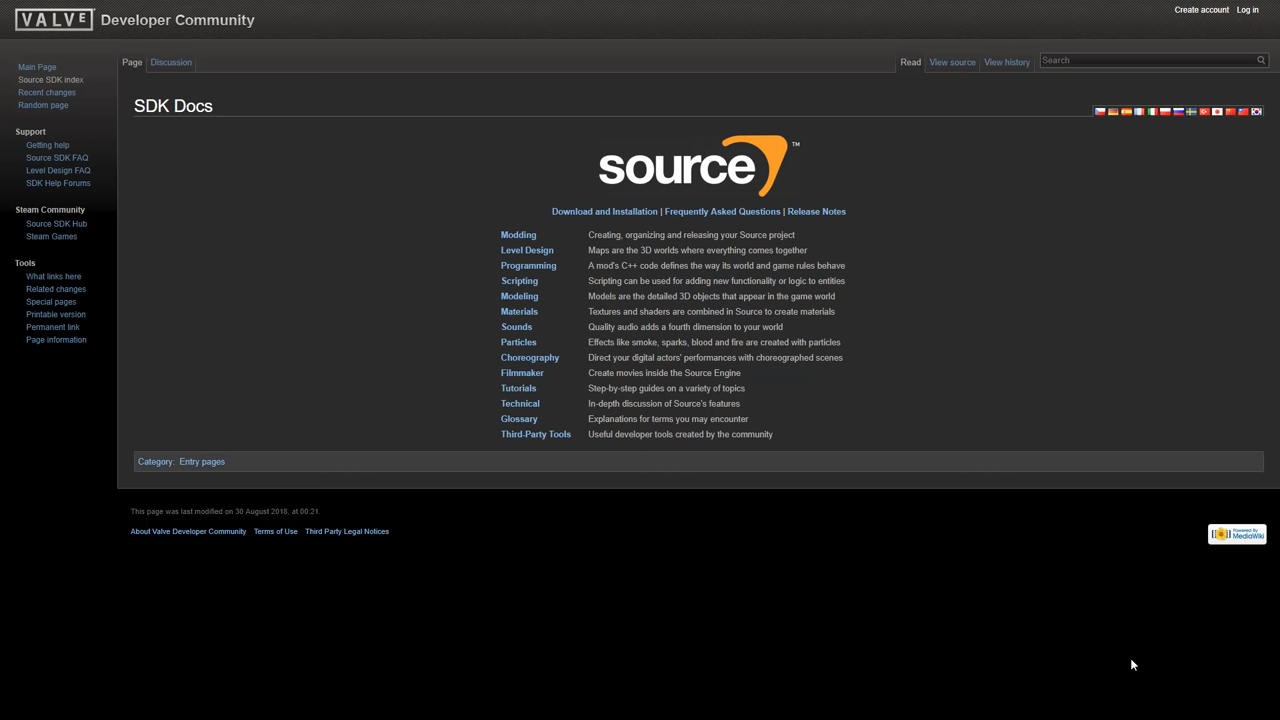 VALVE Developer Community
Create account Log in
Main Page
Source SDK index
Recent changes
Random page
Support
Getting help
Source SDK FAQ
Level Design FAQ
SDK Help Forums
Steam Community
Source SDK Hub
Steam Games
Tools
What links here
Related changes
Special pages
Printable version
Permanent link
Page information
Page Discussion
Read View source View history Search
SDK Docs
source ™
Download and Installation | Frequently Asked Questions | Release Notes
Modding Creating, organizing and releasing your Source project
Level Design Maps are the 3D worlds where everything comes together
Programming A mod's C++ code defines the way its world and game rules behave
Scripting Scripting can be used for adding new functionality or logic to entities
Modeling Models are the detailed 3D objects that appear in the game world
Materials Textures and shaders are combined in Source to create materials
Sounds Quality audio adds a fourth dimension to your world
Particles Effects like smoke, sparks, blood and fire are created with particles
Choreography Direct your digital actors' performances with choreographed scenes
Filmmaker Create movies inside the Source Engine
Tutorials Step-by-step guides on a variety of topics
Technical In-depth discussion of Source's features
Glossary Explanations for terms you may encounter
Third-Party Tools Useful developer tools created by the community
Category: Entry pages
This page was last modified on 30 August 2018, at 00:21.
About Valve Developer Community Terms of Use Third Party Legal Notices
Powered By
MediaWiki